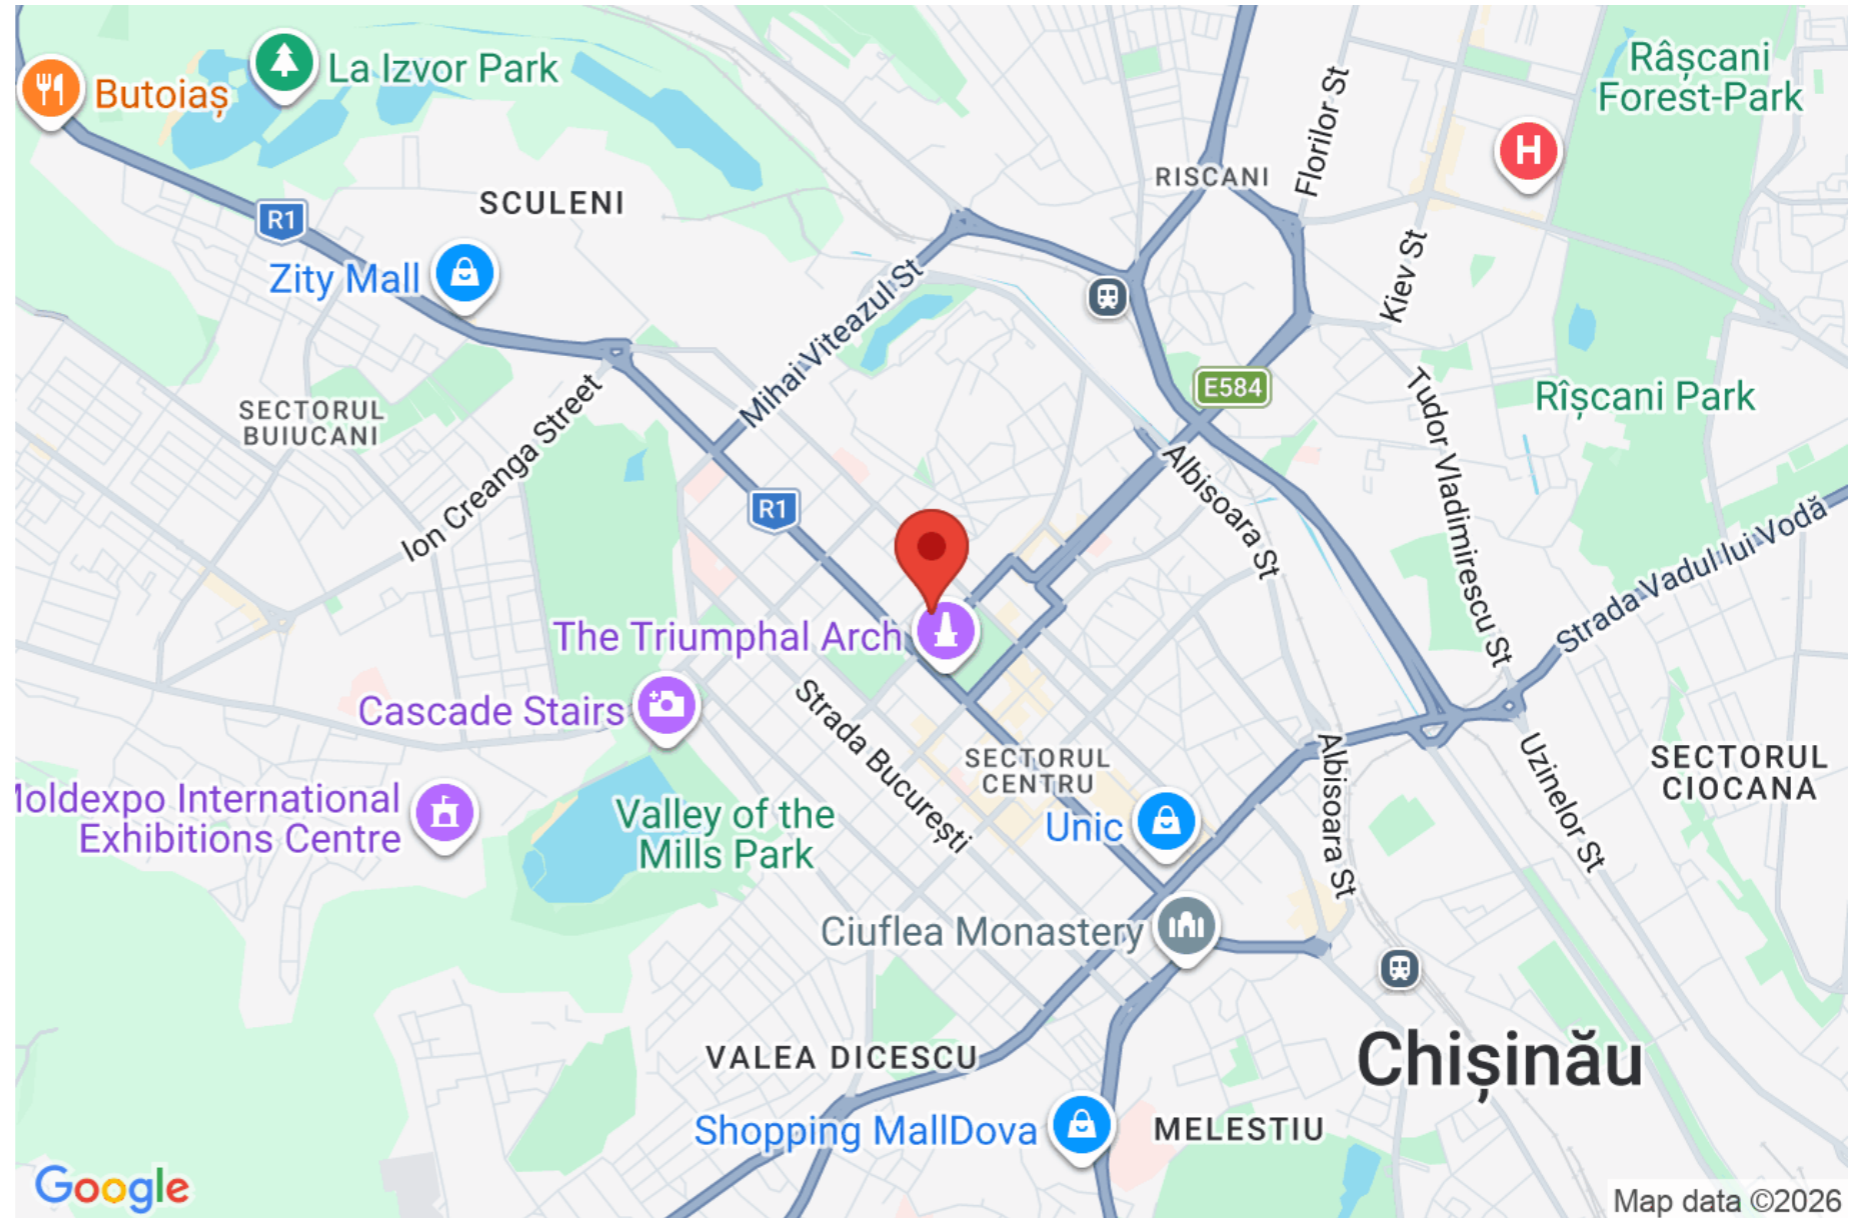 La Izvor Park
Butoiaș
Râșcani
Forest-Park
Florilor St
H
RISCANI
SCULENI
R1
Zity Mall
Kiev St
Mihai Viteazul St
E584
SECTORUL
BUIUCANI
Ion Creanga Street
Rîșcani Park
Tudor Vladimirescu St
Albisoara St
R1
Strada Vadul lui Vodă
The Triumphal Arch
Cascade Stairs
Strada București
SECTORUL
CENTRU
Albisoara St
Uzinelor St
SECTORUL
CIOCANA
Moldexpo International
Exhibitions Centre
Valley of the
Mills Park
Unic
Ciuflea Monastery
VALEA DICESCU
Chișinău
Shopping MallDova
MELESTIU
Google
Map data ©2026